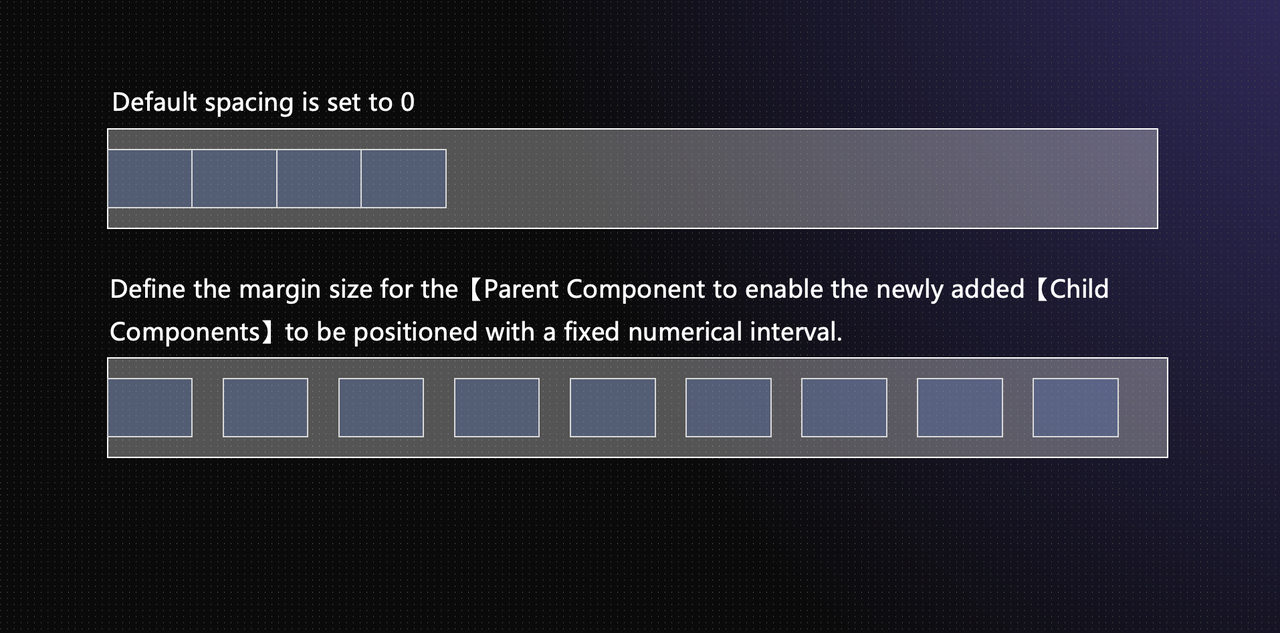 Default spacing is set to 0
Define the margin size for the【Parent Component to enable the newly added【Child
Components】to be positioned with a fixed numerical interval.